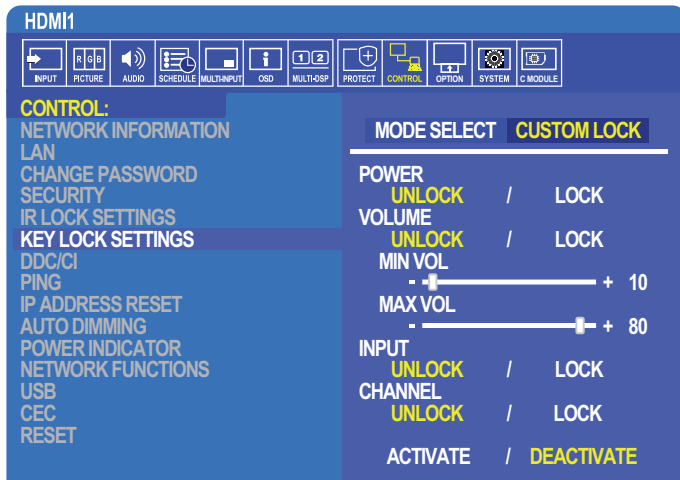 HDMI1
INPUT RGB PICTURE AUDIO SCHEDULE MULTI-INPUT i OSD 1 2 MULTI-DSP PROTECT CONTROL OPTION SYSTEM C MODULE
CONTROL:
NETWORK INFORMATION
LAN
CHANGE PASSWORD
SECURITY
IR LOCK SETTINGS
KEY LOCK SETTINGS
DDC/CI
PING
IP ADDRESS RESET
AUTO DIMMING
POWER INDICATOR
NETWORK FUNCTIONS
USB
CEC
RESET
MODE SELECT CUSTOM LOCK
POWER
UNLOCK / LOCK
VOLUME
UNLOCK / LOCK
MIN VOL
- + 10
MAX VOL
- + 80
INPUT
UNLOCK / LOCK
CHANNEL
UNLOCK / LOCK
ACTIVATE / DEACTIVATE